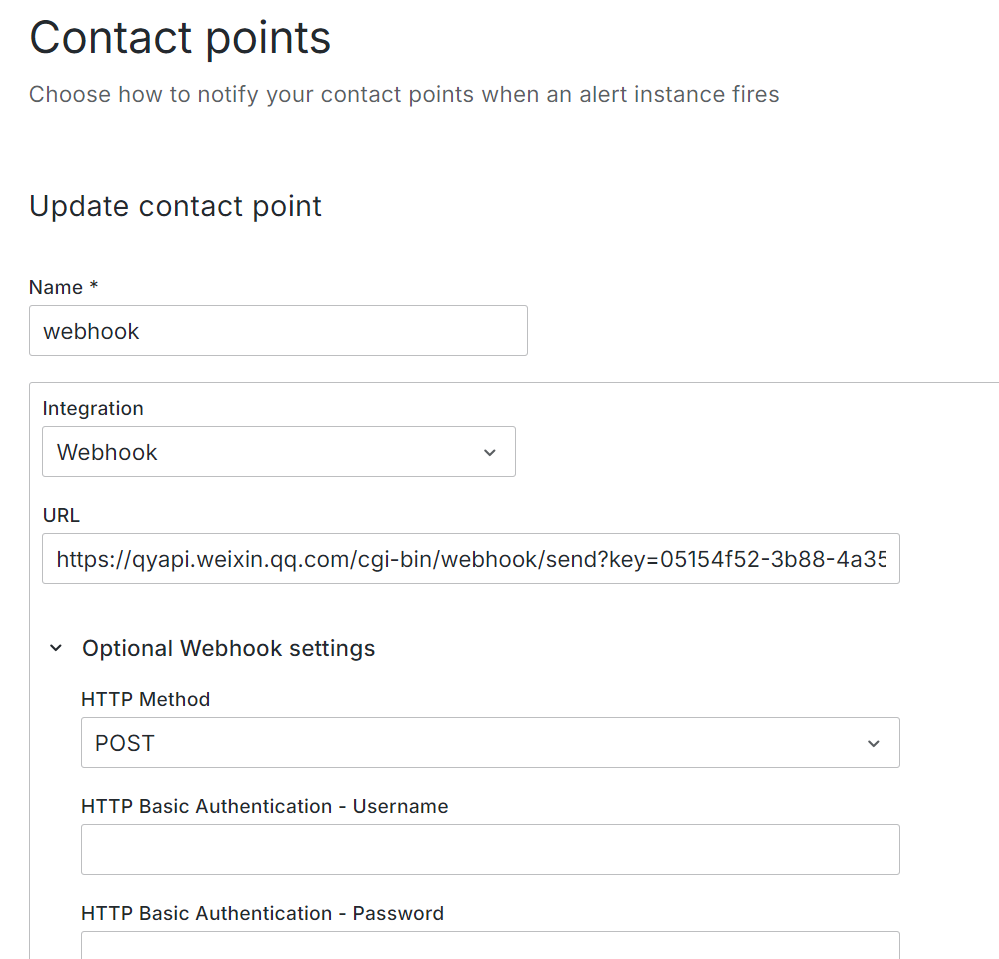 Contact points
Choose how to notify your contact points when an alert instance fires
Update contact point
Name *
webhook
Integration
Webhook
URL
https://qyapi.weixin.qq.com/cgi-bin/webhook/send?key=05154f52-3b88-4a35
Optional Webhook settings
HTTP Method
POST
HTTP Basic Authentication - Username
HTTP Basic Authentication - Password